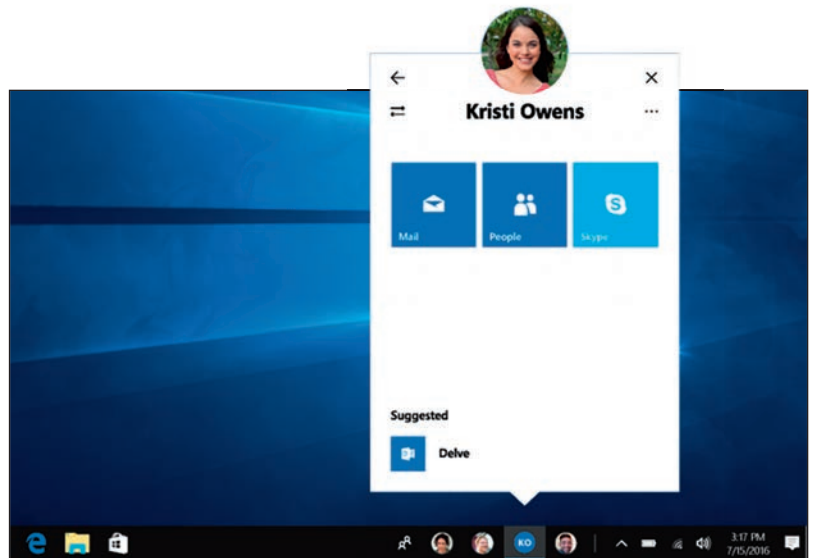 Kristi Owens
Mail
People
Skype
Suggested
Delve
KO
3:17 PM
7/15/2016